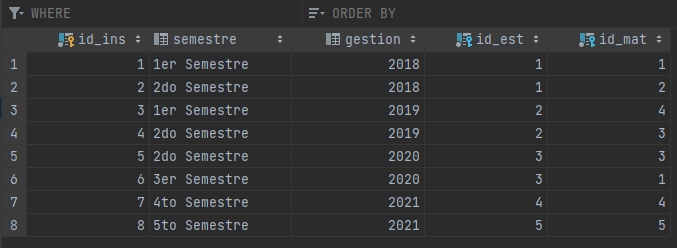 WHERE ORDER BY
id_ins semestre gestion id_est id_mat
1 1 1er Semestre 2018 1 1
2 2 2do Semestre 2018 1 2
3 3 1er Semestre 2019 2 4
4 4 2do Semestre 2019 2 3
5 5 2do Semestre 2020 3 3
6 6 3er Semestre 2020 3 1
7 7 4to Semestre 2021 4 4
8 8 5to Semestre 2021 5 5